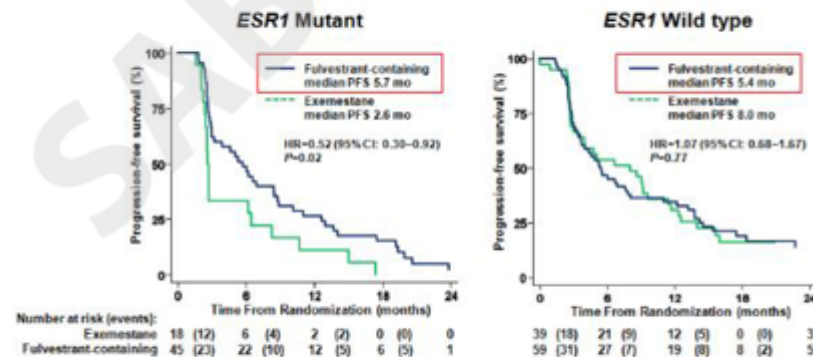 ESR1 Mutant
100
75
50
25
0
Progression-free survival (%)
Fulvestrant-containing
median PFS 5.7 mo
Exemestane
median PFS 2.6 mo
HR=0.52 (95% CI: 0.30–0.92)
P=0.02
0 6 12 18 24
Time From Randomization (months)
ESR1 Wild type
100
75
50
25
0
Progression-free survival (%)
Fulvestrant-containing
median PFS 5.4 mo
Exemestane
median PFS 8.0 mo
HR=1.07 (95% CI: 0.68–1.67)
P=0.77
0 6 12 18 24
Time From Randomization (months)
Number at risk (events):
Exemestane 18 (12) 6 (4) 2 (2) 0 (0) 0 39 (18) 21 (9) 12 (5) 0 (0) 3
Fulvestrant-containing 45 (23) 22 (10) 12 (5) 6 (5) 1 59 (31) 27 (7) 19 (8) 8 (2) 5
SAB